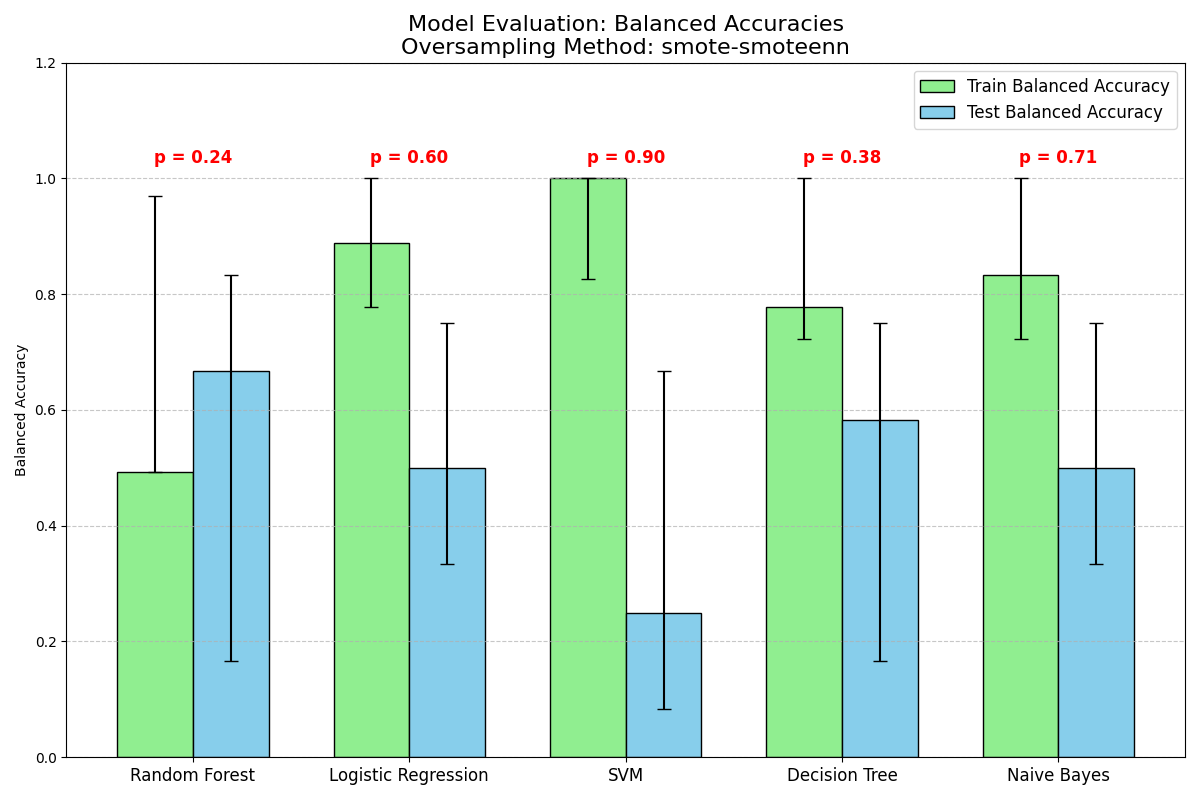 Model Evaluation: Balanced Accuracies
Oversampling Method: smote-smoteenn
Train Balanced Accuracy
Test Balanced Accuracy
p = 0.24
p = 0.60
p = 0.90
p = 0.38
p = 0.71
Balanced Accuracy
1.2
1.0
0.8
0.6
0.4
0.2
0.0
Random Forest
Logistic Regression
SVM
Decision Tree
Naive Bayes